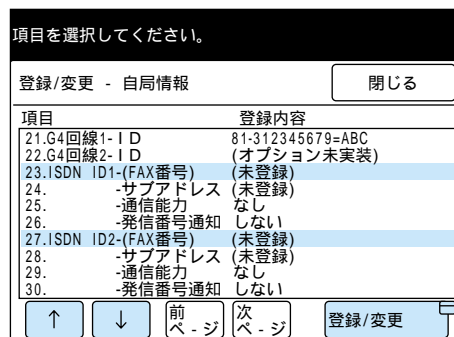 項目を選択してください。
登録/変更 - 自局情報 閉じる
項目 登録内容
21.G4回線1-ID 81-312345679=ABC
22.G4回線2-ID (オプション未実装)
23.ISDN ID1-(FAX番号) (未登録)
24. -サブアドレス (未登録)
25. -通信能力 なし
26. -発信番号通知 しない
27.ISDN ID2-(FAX番号) (未登録)
28. -サブアドレス (未登録)
29. -通信能力 なし
30. -発信番号通知 しない
↑ ↓ 前ペ-ジ 次ペ-ジ 登録/変更